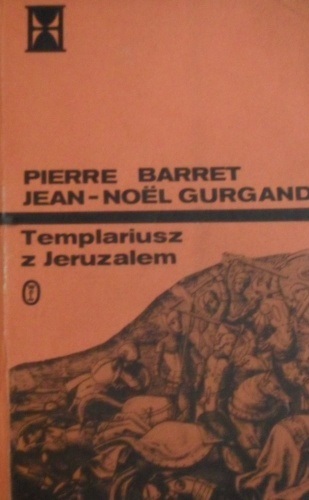 PIERRE BARRET
JEAN-NOËL GURGAND
Templariusz
z Jeruzalem